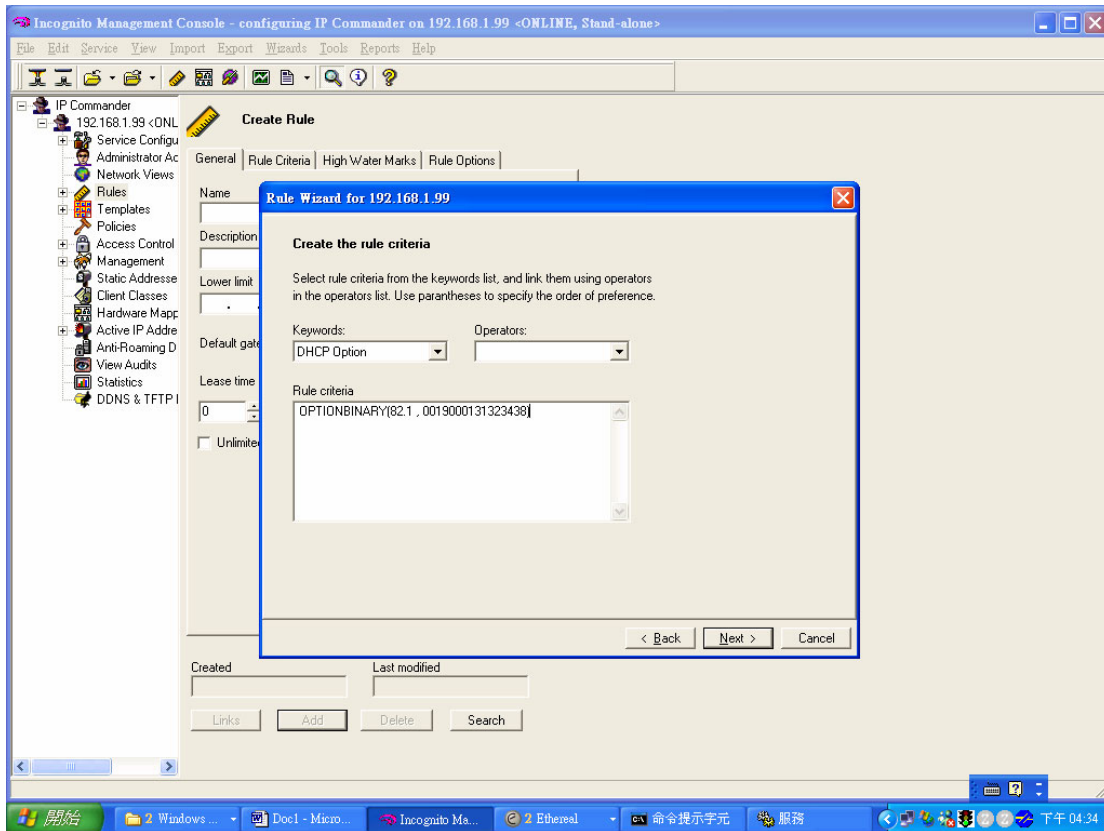 Incognito Management Console - configuring IP Commander on 192.168.1.99 <ONLINE, Stand-alone>
File Edit Service View Import Export Wizards Tools Reports Help
IP Commander
192.168.1.99 <ONL
Service Configu
Administrator Ac
Network Views
Rules
Templates
Policies
Access Control
Management
Static Addresse
Client Classes
Hardware Mapp
Active IP Addre
Anti-Roaming D
View Audits
Statistics
DDNS & TFTP
Create Rule
General Rule Criteria High Water Marks Rule Options
Name
Description
Lower limit
. .
Default gate
Lease time
0
Unlimite
Rule Wizard for 192.168.1.99
Create the rule criteria
Select rule criteria from the keywords list, and link them using operators
in the operators list. Use parantheses to specify the order of preference.
Keywords: Operators:
DHCP Option
Rule criteria
OPTIONBINARY(82.1 , 0019000131323438)
< Back Next > Cancel
Created Last modified
Links Add Delete Search
開始 2 Windows ... Doc1 - Micro... Incognito Ma... 2 Ethereal 命令提示字元 服務 下午 04:34